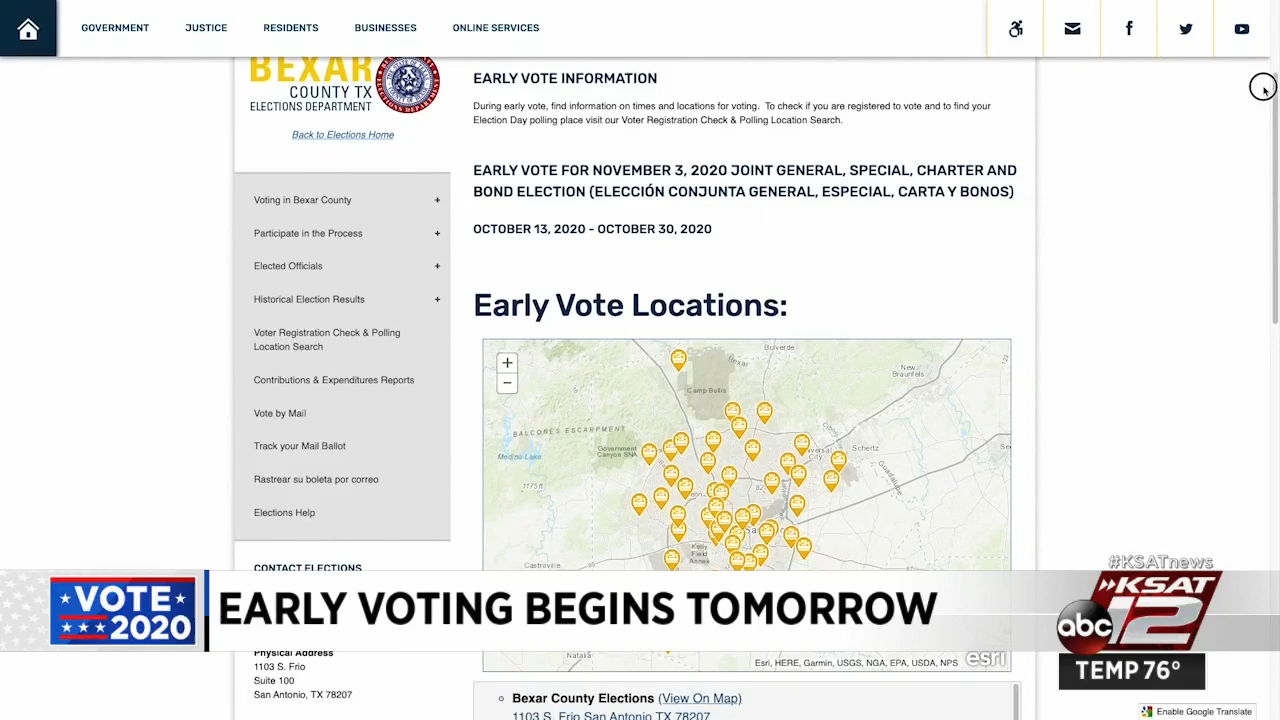 GOVERNMENT
JUSTICE
RESIDENTS
BUSINESSES
ONLINE SERVICES
BEXAR
COUNTY TX
ELECTIONS DEPARTMENT
Back to Elections Home
Voting in Bexar County +
Participate in the Process +
Elected Officials +
Historical Election Results +
Voter Registration Check & Polling
Location Search
Contributions & Expenditures Reports
Vote by Mail
Track your Mail Ballot
Rastrear su boleta por correo
Elections Help
CONTACT ELECTIONS
Physical Address
1103 S. Frio
Suite 100
San Antonio, TX 78207
EARLY VOTE INFORMATION
During early vote, find information on times and locations for voting. To check if you are registered to vote and to find your
Election Day polling place visit our Voter Registration Check & Polling Location Search.
EARLY VOTE FOR NOVEMBER 3, 2020 JOINT GENERAL, SPECIAL, CHARTER AND
BOND ELECTION (ELECCIÓN CONJUNTA GENERAL, ESPECIAL, CARTA Y BONOS)
OCTOBER 13, 2020 - OCTOBER 30, 2020
Early Vote Locations:
+
−
Bulverde
Bexar
New
Braunfels
Camp Bullis
BALCONES ESCARPMENT
Government
Canyon SNA
Medina Lake
Schertz
Guadalupe
1175 ft
Kelly
Field
Annex
Castroville
Natalia
Esri, HERE, Garmin, USGS, NGA, EPA, USDA, NPS
esri
Bexar County Elections (View On Map)
1103 S. Frio San Antonio TX 78207
VOTE
2020
EARLY VOTING BEGINS TOMORROW
#KSATnews
KSAT
abc 12
TEMP 76°
Enable Google Translate